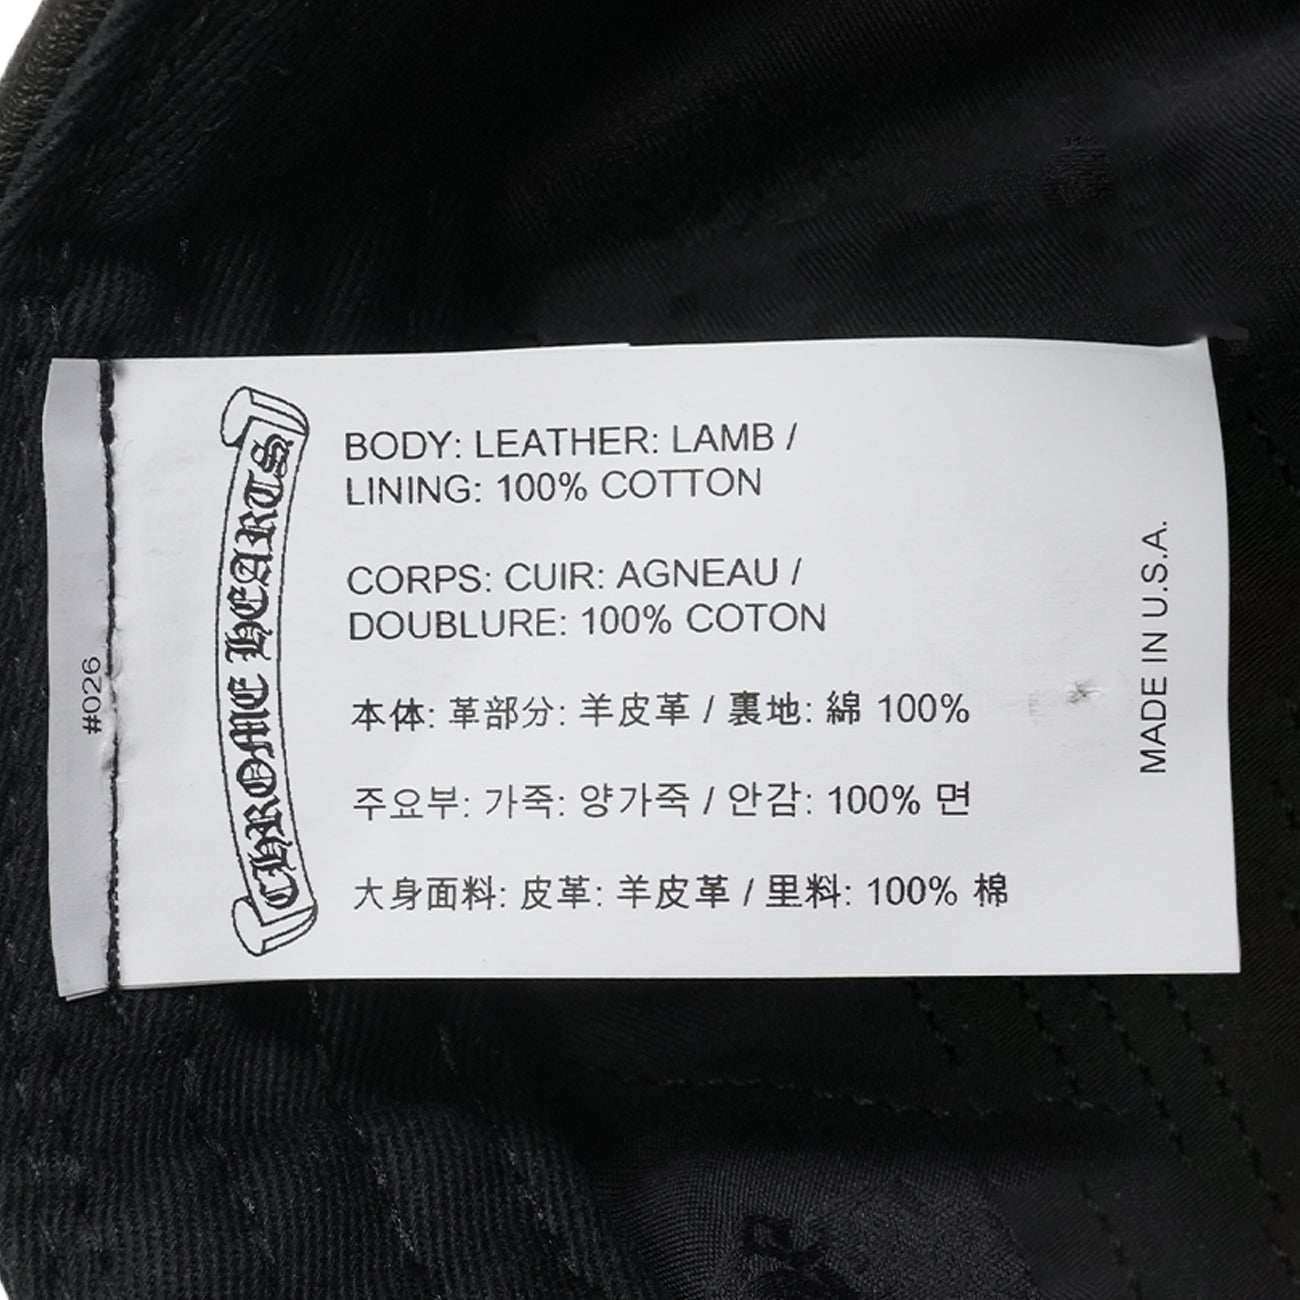 CHROME HEARTS
BODY: LEATHER: LAMB /
LINING: 100% COTTON
CORPS: CUIR: AGNEAU /
DOUBLURE: 100% COTON
本体: 革部分: 羊皮革 / 裏地: 綿 100%
주요부: 가죽: 양가죽 / 안감: 100% 면
大身面料: 皮革: 羊皮革 / 里料: 100% 棉
MADE IN U.S.A.
#026